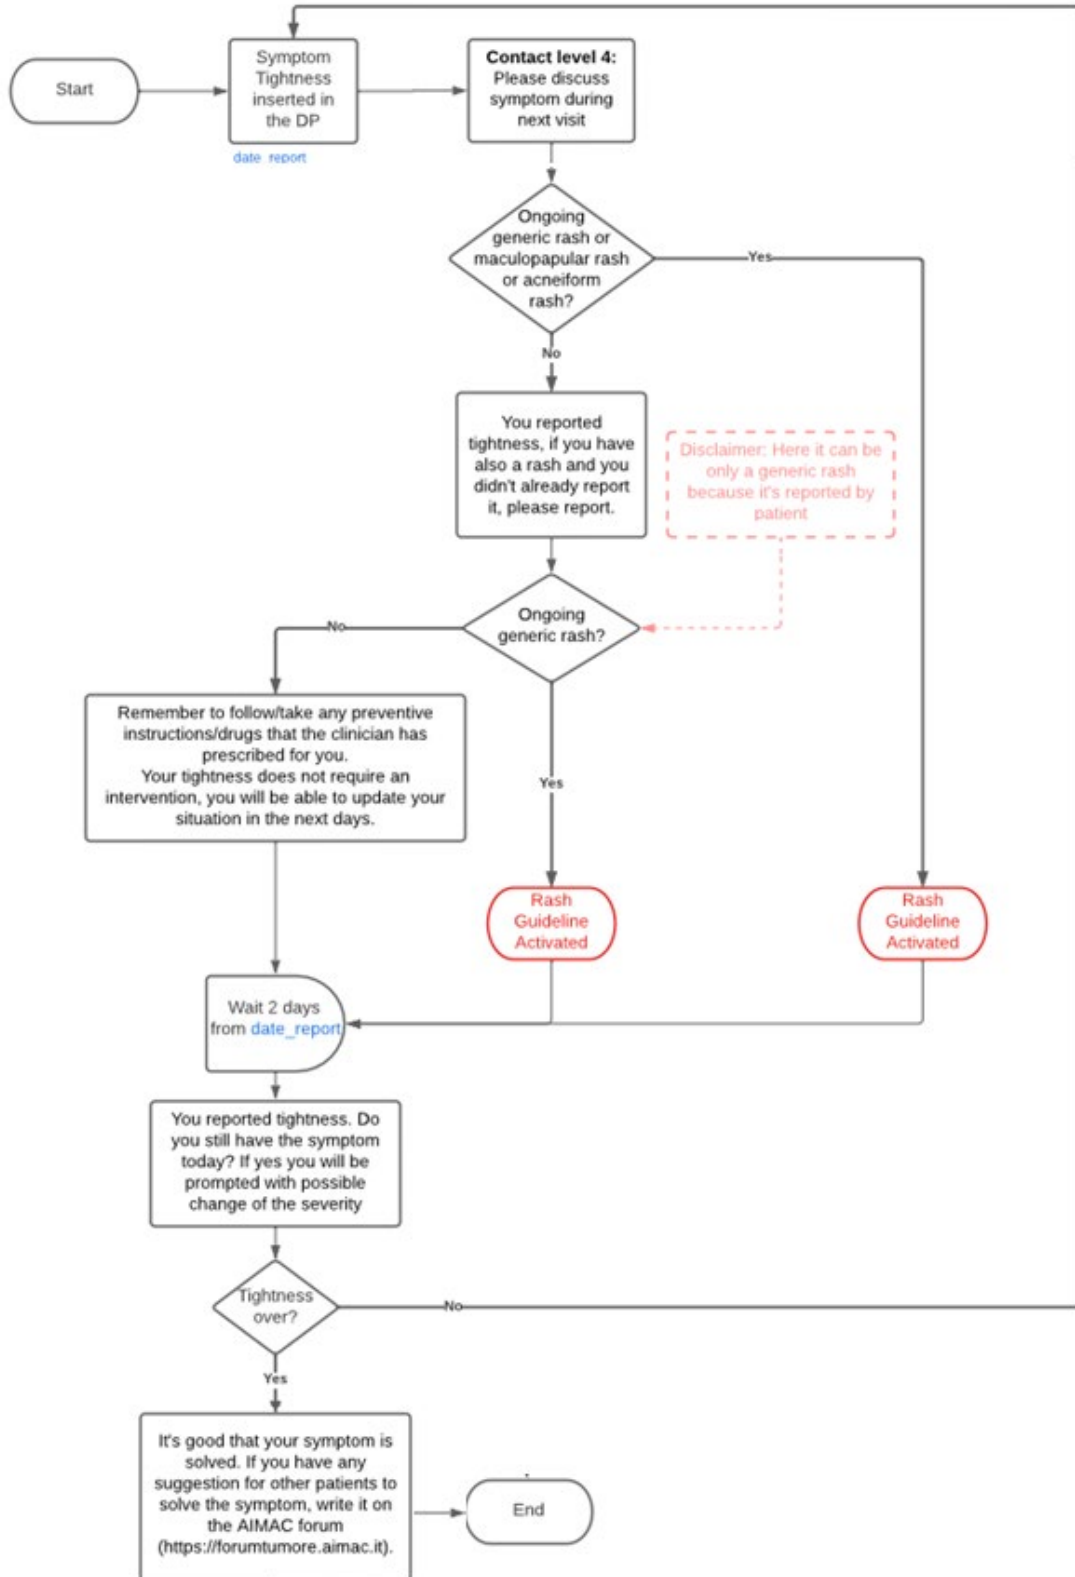 Start
Symptom
Tightness
inserted in
the DP
date_report
Contact level 4:
Please discuss
symptom during
next visit
Ongoing
generic rash or
maculopapular rash
or acneiform
rash?
Yes
No
You reported
tightness, if you have
also a rash and you
didn't already report
it, please report.
Disclaimer: Here it can be
only a generic rash
because it's reported by
patient
Ongoing
generic rash?
No
Yes
Remember to follow/take any preventive
instructions/drugs that the clinician has
prescribed for you.
Your tightness does not require an
intervention, you will be able to update your
situation in the next days.
Rash
Guideline
Activated
Rash
Guideline
Activated
Wait 2 days
from date_report
You reported tightness. Do
you still have the symptom
today? If yes you will be
prompted with possible
change of the severity
Tightness
over?
No
Yes
It's good that your symptom is
solved. If you have any
suggestion for other patients to
solve the symptom, write it on
the AIMAC forum
(https://forumtumore.aimac.it).
End